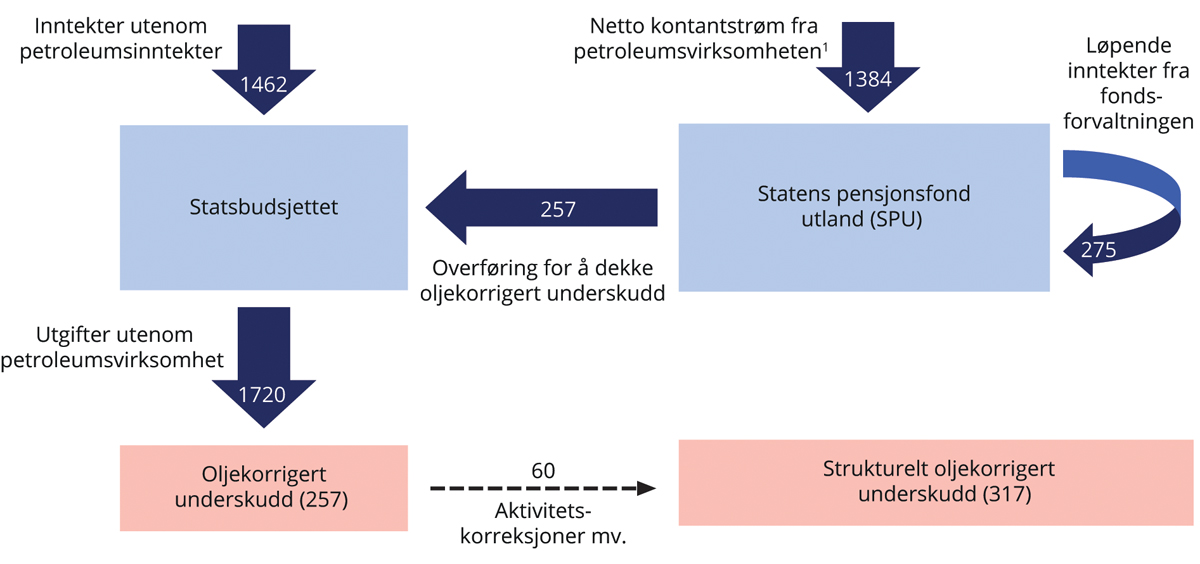 Inntekter utenom
petroleumsinntekter
1462
Netto kontantstrøm fra
petroleumsvirksomheten¹
1384
Løpende
inntekter fra
fonds-
forvaltningen
Statsbudsjettet
257
Overføring for å dekke
oljekorrigert underskudd
Statens pensjonsfond
utland (SPU)
275
Utgifter utenom
petroleumsvirksomhet
1720
Oljekorrigert
underskudd (257)
60
Aktivitets-
korreksjoner mv.
Strukturelt oljekorrigert
underskudd (317)